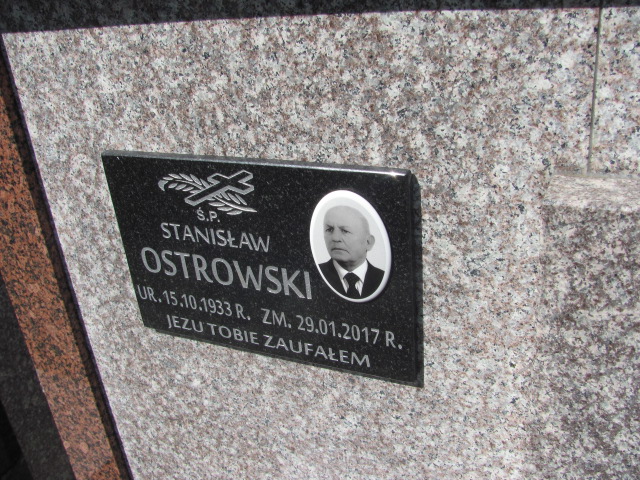 Ś.P.
STANISŁAW
OSTROWSKI
UR. 15.10.1933 R. ZM. 29.01.2017 R.
JEZU TOBIE ZAUFAŁEM